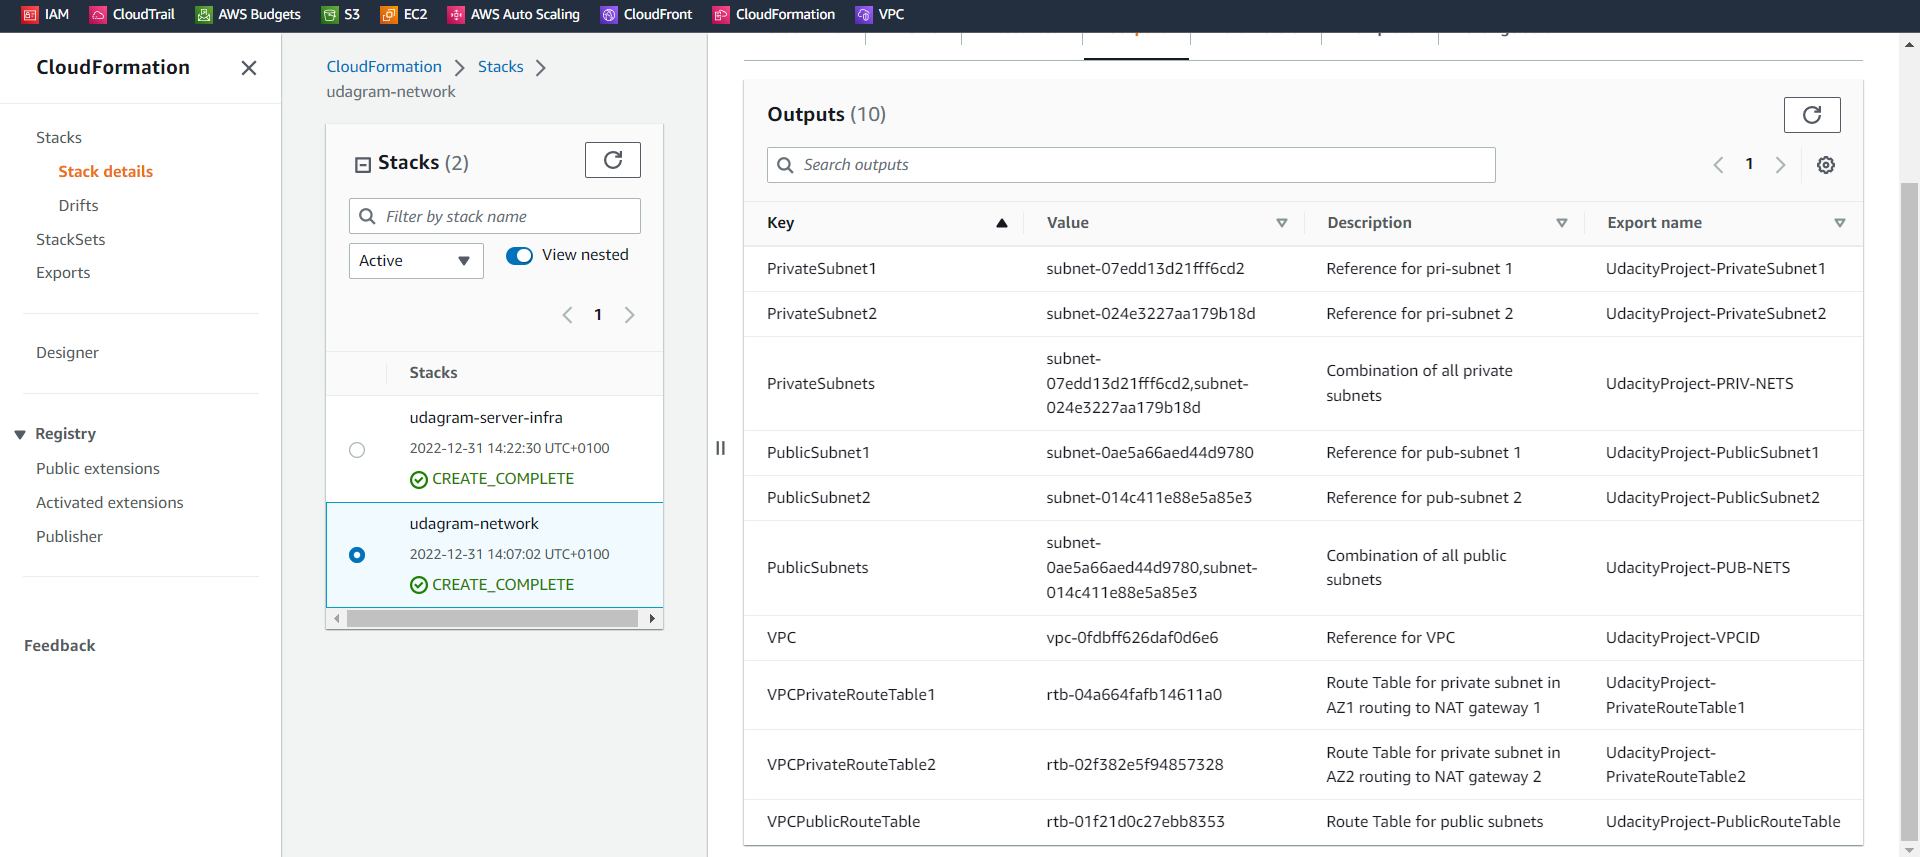 IAM CloudTrail AWS Budgets S3 EC2 AWS Auto Scaling CloudFront CloudFormation VPC
CloudFormation
Stacks
Stack details
Drifts
StackSets
Exports
Designer
Registry
Public extensions
Activated extensions
Publisher
Feedback
CloudFormation > Stacks >
udagram-network
Stacks (2)
Filter by stack name
Active View nested
1
Stacks
udagram-server-infra
2022-12-31 14:22:30 UTC+0100
CREATE_COMPLETE
udagram-network
2022-12-31 14:07:02 UTC+0100
CREATE_COMPLETE
Outputs (10)
Search outputs
1
Key Value Description Export name
PrivateSubnet1 subnet-07edd13d21fff6cd2 Reference for pri-subnet 1 UdacityProject-PrivateSubnet1
PrivateSubnet2 subnet-024e3227aa179b18d Reference for pri-subnet 2 UdacityProject-PrivateSubnet2
PrivateSubnets
subnet-
07edd13d21fff6cd2,subnet-
024e3227aa179b18d
Combination of all private
subnets
UdacityProject-PRIV-NETS
PublicSubnet1 subnet-0ae5a66aed44d9780 Reference for pub-subnet 1 UdacityProject-PublicSubnet1
PublicSubnet2 subnet-014c411e88e5a85e3 Reference for pub-subnet 2 UdacityProject-PublicSubnet2
PublicSubnets
subnet-
0ae5a66aed44d9780,subnet-
014c411e88e5a85e3
Combination of all public
subnets
UdacityProject-PUB-NETS
VPC vpc-0fdbff626daf0d6e6 Reference for VPC UdacityProject-VPCID
VPCPrivateRouteTable1 rtb-04a664fafb14611a0
Route Table for private subnet in
AZ1 routing to NAT gateway 1
UdacityProject-
PrivateRouteTable1
VPCPrivateRouteTable2 rtb-02f382e5f94857328
Route Table for private subnet in
AZ2 routing to NAT gateway 2
UdacityProject-
PrivateRouteTable2
VPCPublicRouteTable rtb-01f21d0c27ebb8353 Route Table for public subnets UdacityProject-PublicRouteTable